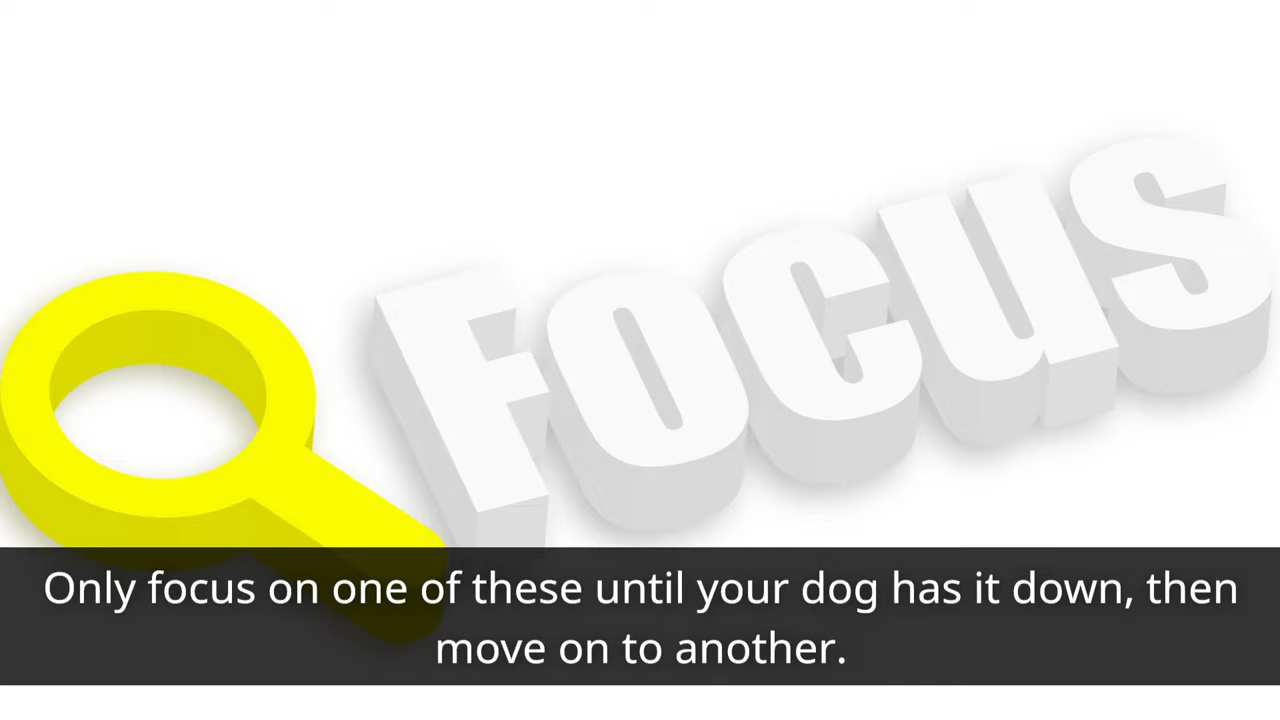 FOCUS
Only focus on one of these until your dog has it down, then
move on to another.